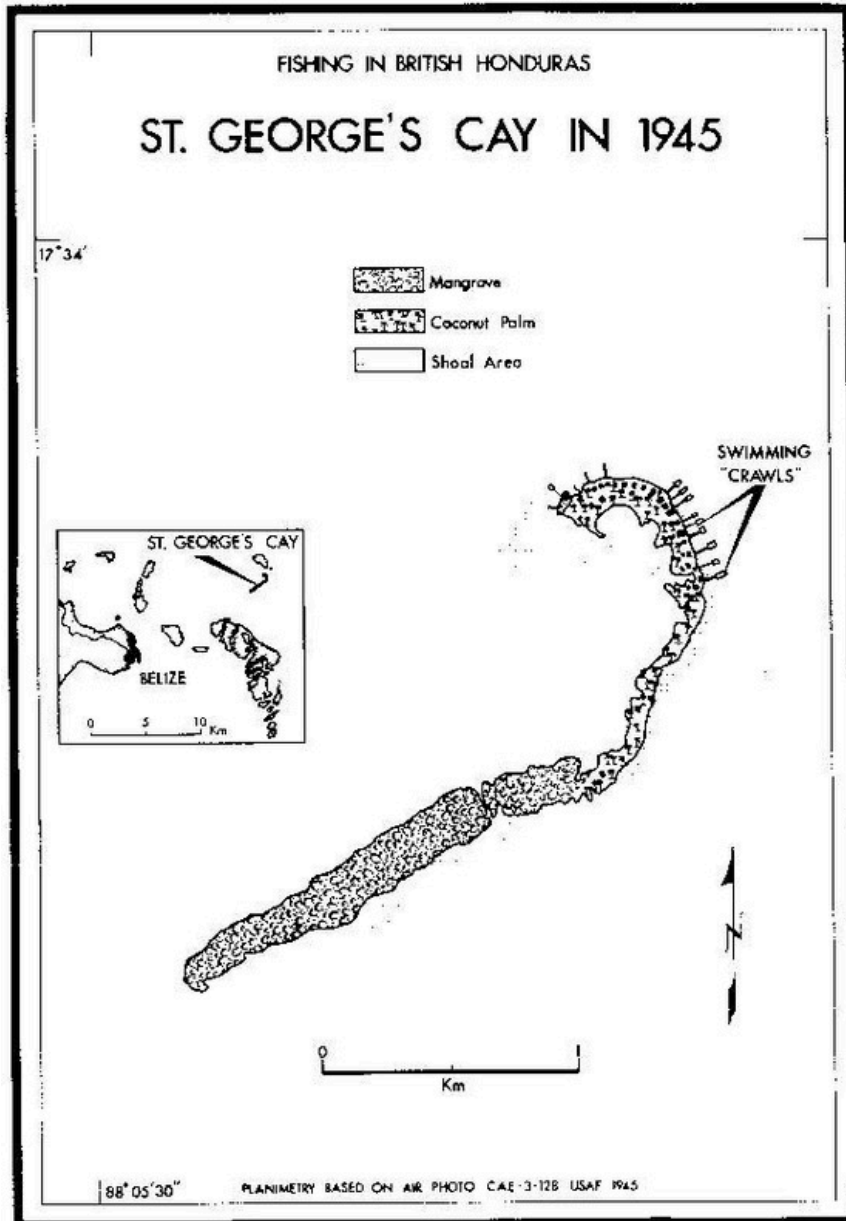 FISHING IN BRITISH HONDURAS
ST. GEORGE'S CAY IN 1945
17°34'
Mangrove
Coconut Palm
Shoal Area
SWIMMING
"CRAWLS"
ST. GEORGE'S CAY
BELIZE
0 5 10
Km
N
0 1
Km
88°05'30"
PLANIMETRY BASED ON AIR PHOTO CAE-3-12B USAF 1945